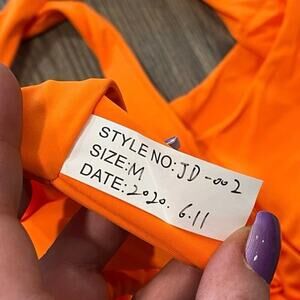 STYLE NO: JD-002
SIZE: M
DATE: 2020. 6.11